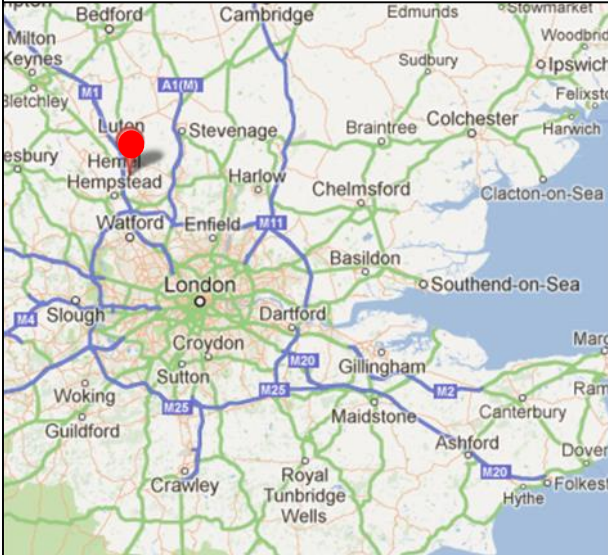 Bedford
Cambridge
Edmunds
Stowmarket
Milton
Keynes
Sudbury
Woodbrid
Ipswich
M1
A1(M)
Bletchley
Felixsto
Luton
Stevenage
Braintree
Colchester
Harwich
esbury
Hemel
Hempstead
Harlow
Chelmsford
Clacton-on-Sea
Watford
Enfield
M11
Basildon
London
Southend-on-Sea
M4
Slough
Dartford
Croydon
M20
Gillingham
Marg
Sutton
Woking
M25
M25
M2
Ram
Guildford
Maidstone
Canterbury
Ashford
Dover
Crawley
Royal
Tunbridge
Wells
M20
Folkest
Hythe